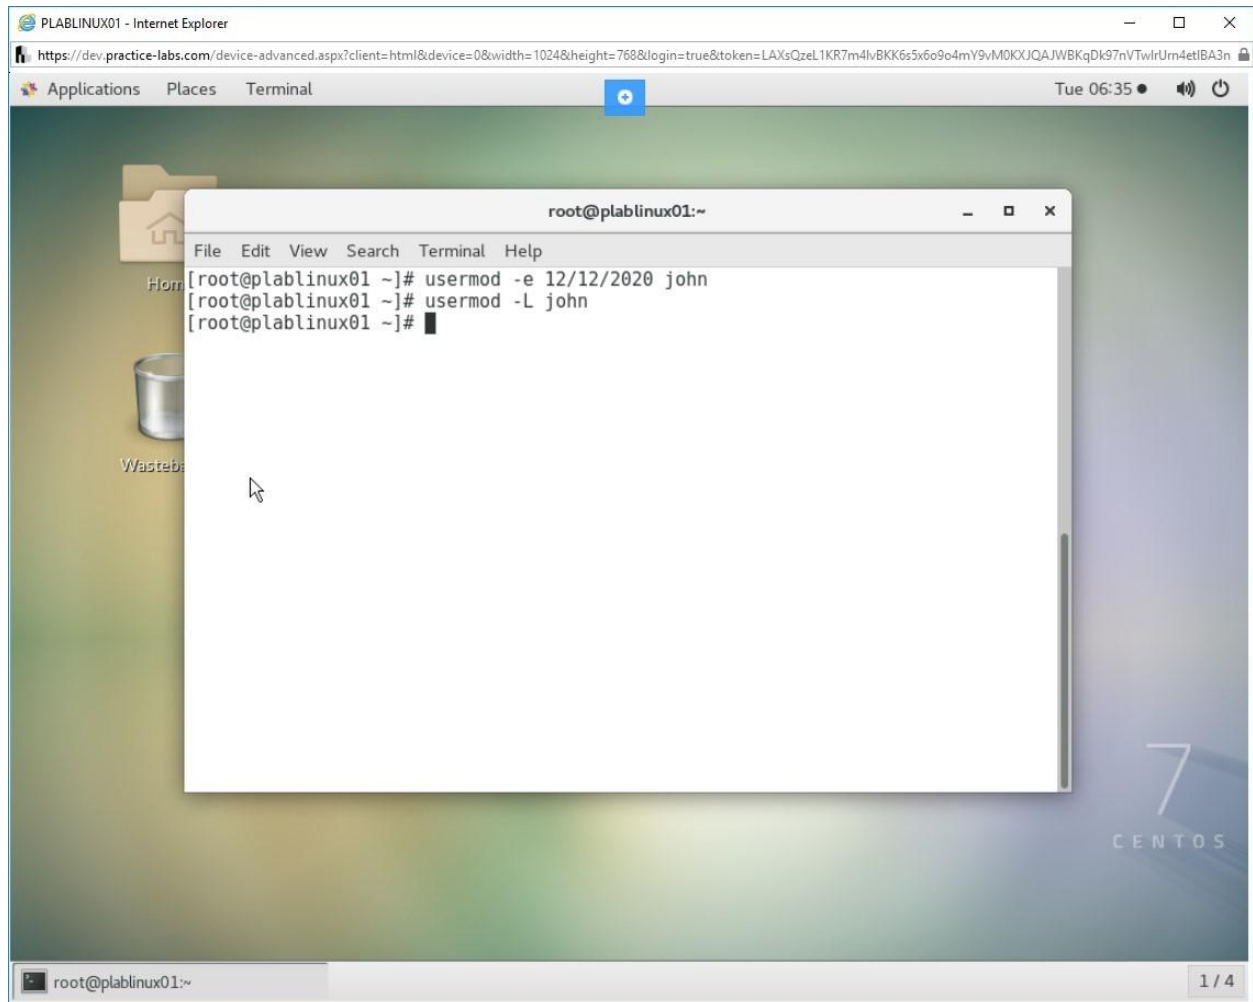 PLABLINUX01 - Internet Explorer
https://dev.practice-labs.com/device-advanced.aspx?client=html&device=0&width=1024&height=768&login=true&token=LAXsQzeL1KR7m4lvBKK6s5x6o9o4mY9vM0KXJQAJWBKqDk97nVTwlrUrn4etlBA3n
Applications Places Terminal Tue 06:35
root@plablinux01:~
File Edit View Search Terminal Help
[root@plablinux01 ~]# usermod -e 12/12/2020 john
[root@plablinux01 ~]# usermod -L john
[root@plablinux01 ~]#
Hom
Wasteb
7
CENTOS
root@plablinux01:~ 1 / 4